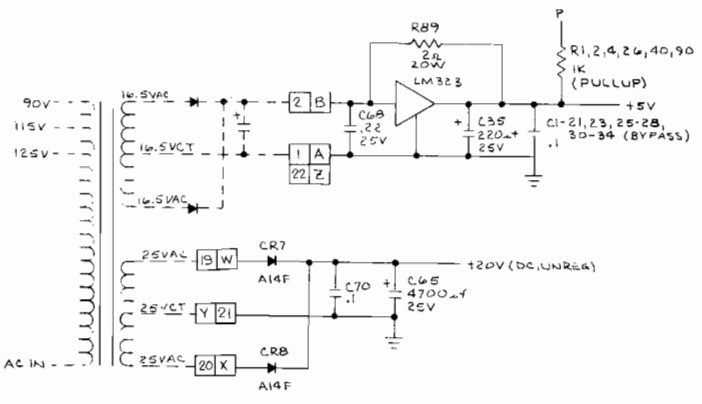 R89
2Ω
20W
LM323
P
R1,2,4,26,40,90
1K
(PULLUP)
+5V
16.5VAC
90V
115V
125V
2 B
+
C68
.22
25V
+ C35
220µf
25V
C1-21,23,25-28,
30-34 (BYPASS)
.1
16.5VCT
1 A
22 Z
16.5VAC
25VAC
19 W
CR7
A14F
+20V (DC,UNREG)
C70
.1
+ C65
4700µf
25V
25VCT
Y 21
25VAC
20 X
CR8
A14F
AC IN